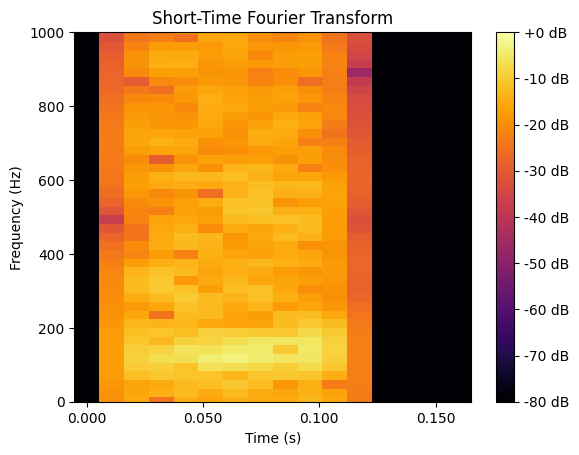 Short-Time Fourier Transform
1000
800
600
400
200
0
Frequency (Hz)
0.000
0.050
0.100
0.150
Time (s)
+0 dB
-10 dB
-20 dB
-30 dB
-40 dB
-50 dB
-60 dB
-70 dB
-80 dB